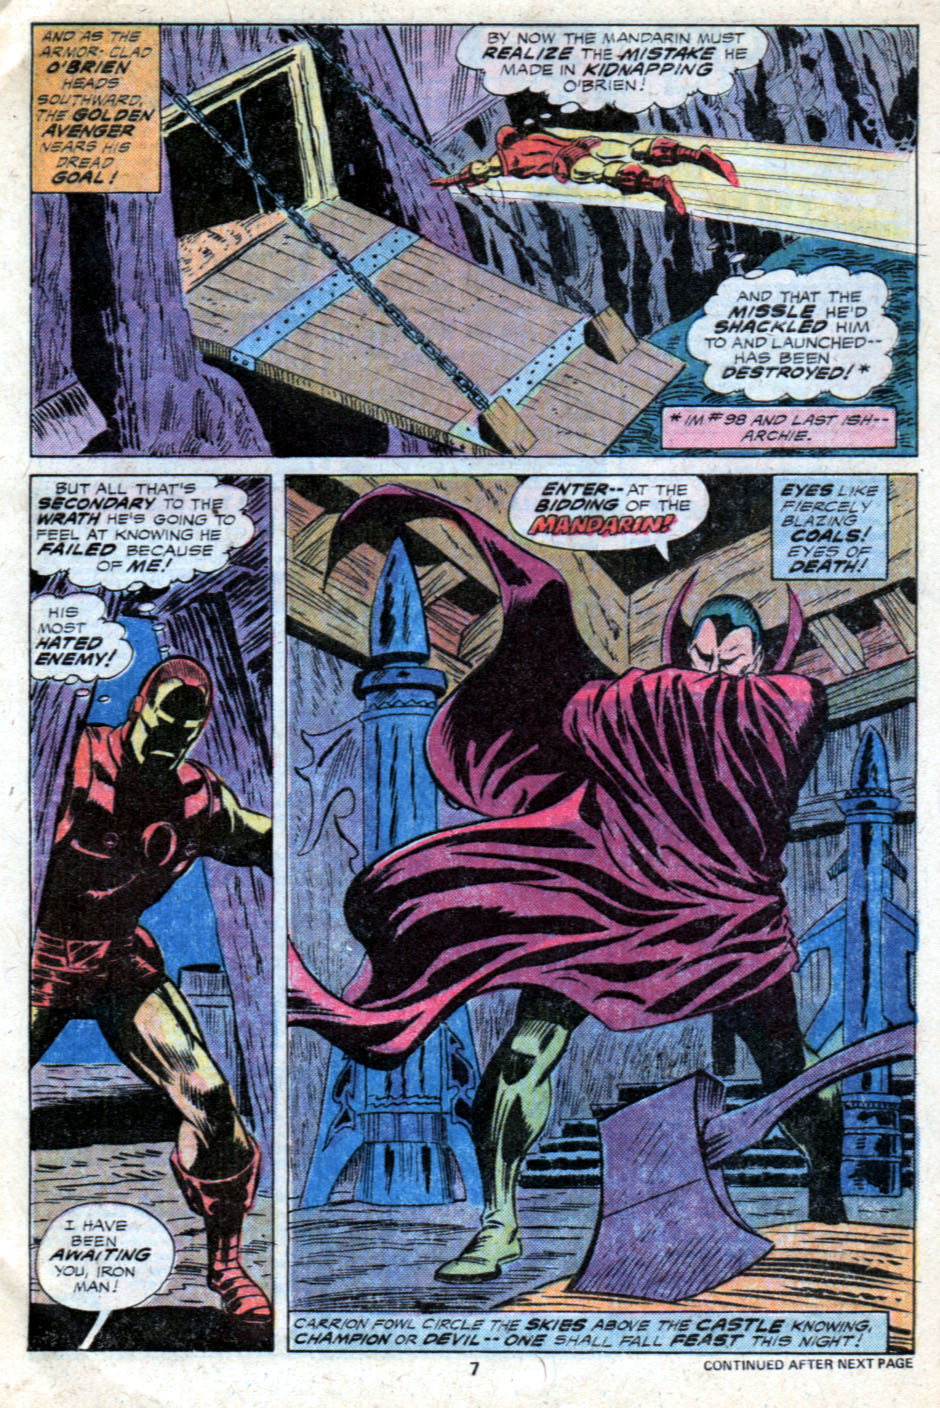 AND AS THE
ARMOR-CLAD
O'BRIEN
HEADS
SOUTHWARD,
THE GOLDEN
AVENGER
NEARS HIS
DREAD
GOAL!
BY NOW THE MANDARIN MUST
REALIZE THE MISTAKE HE
MADE IN KIDNAPPING
O'BRIEN!
AND THAT THE
MISSLE HE'D
SHACKLED HIM
TO AND LAUNCHED--
HAS BEEN
DESTROYED!*
*IM #98 AND LAST ISH--
ARCHIE.
BUT ALL THAT'S
SECONDARY TO THE
WRATH HE'S GOING TO
FEEL AT KNOWING HE
FAILED BECAUSE
OF ME!
HIS
MOST
HATED
ENEMY!
I HAVE
BEEN
AWAITING
YOU, IRON
MAN!
ENTER--AT THE
BIDDING OF THE
MANDARIN!
EYES LIKE
FIERCELY
BLAZING
COALS!
EYES OF
DEATH!
CARRION FOWL CIRCLE THE SKIES ABOVE THE CASTLE KNOWING,
CHAMPION OR DEVIL--ONE SHALL FALL FEAST THIS NIGHT!
7
CONTINUED AFTER NEXT PAGE